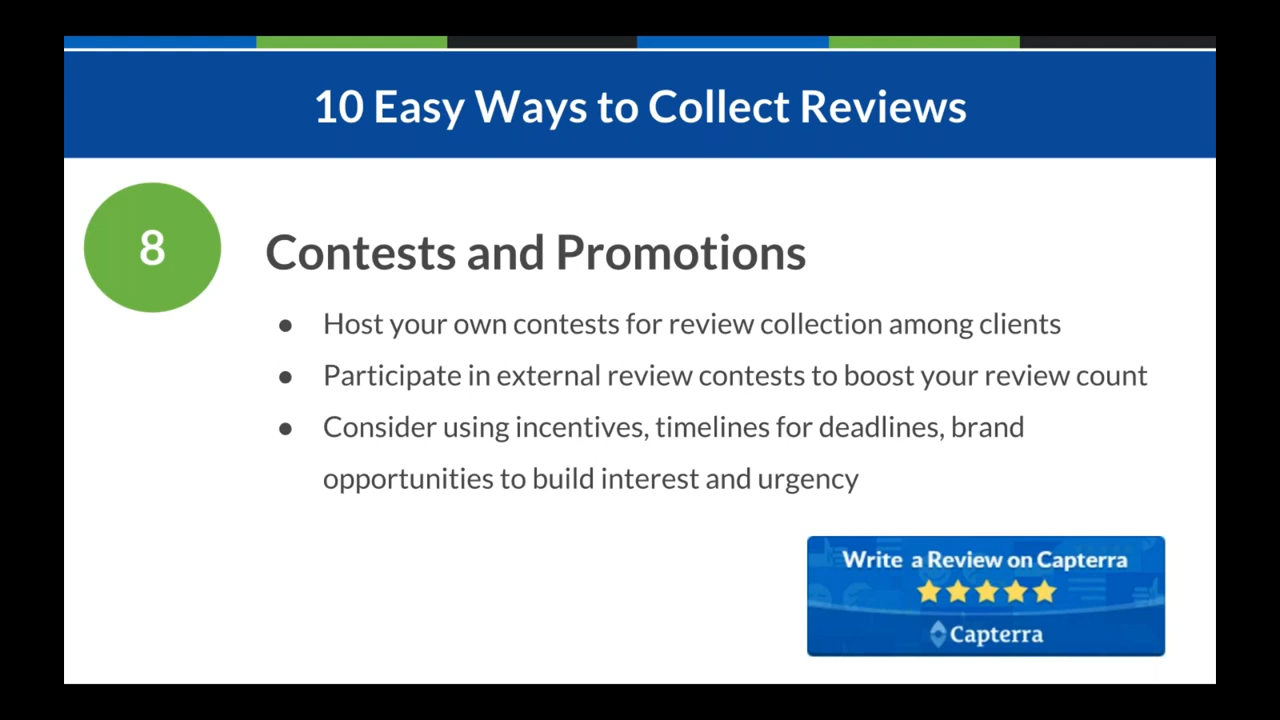 10 Easy Ways to Collect Reviews
8
Contests and Promotions
● Host your own contests for review collection among clients
● Participate in external review contests to boost your review count
● Consider using incentives, timelines for deadlines, brand
opportunities to build interest and urgency
Write a Review on Capterra
Capterra